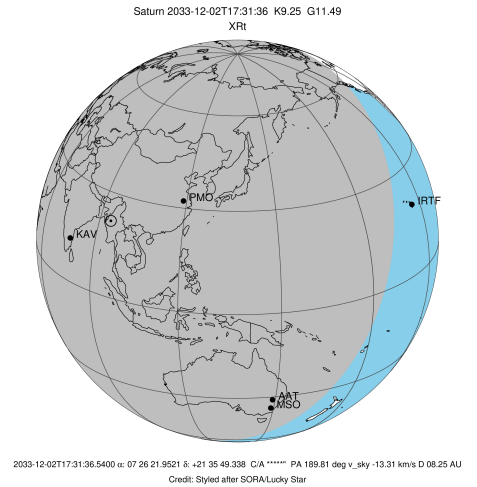 Saturn 2033-12-02T17:31:36 K9.25 G11.49
XRt
IRTF
PMO
KAV
AAT
MSO
2033-12-02T17:31:36.5400 α: 07 26 21.9521 δ: +21 35 49.338 C/A *****" PA 189.81 deg v_sky -13.31 km/s D 08.25 AU
Credit: Styled after SORA/Lucky Star